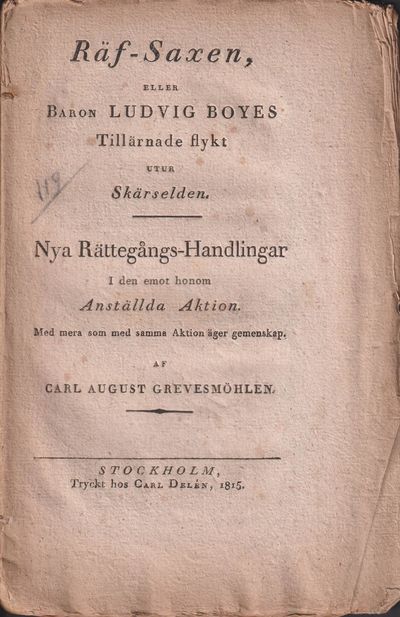 Räf-Saxen,
ELLER
BARON LUDVIG BOYES
Tillärnade flykt
UTUR
Skärselden.
119
Nya Rättegångs-Handlingar
I den emot honom
Anställda Aktion.
Med mera som med samma Aktion äger gemenskap.
AF
CARL AUGUST GREVESMÖHLEN.
STOCKHOLM,
Tryckt hos CARL DELÉN, 1815.